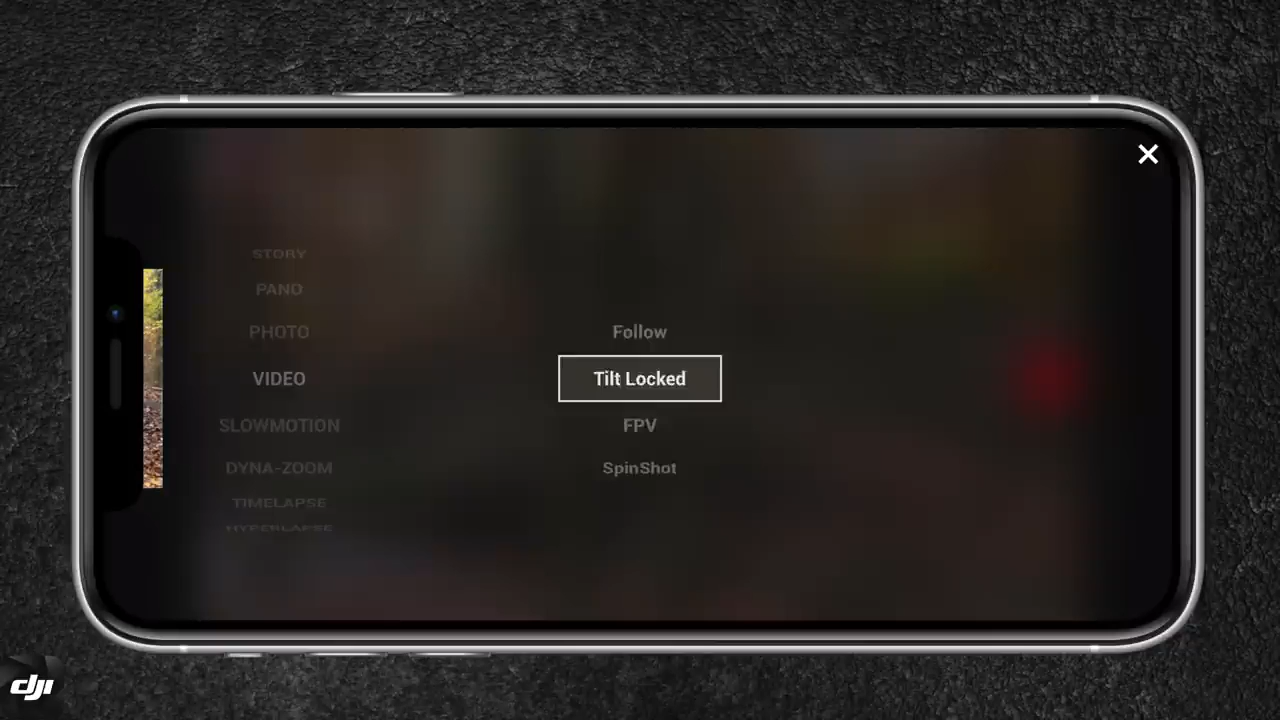 STORY
PANO
PHOTO
VIDEO
SLOWMOTION
DYNA-ZOOM
TIMELAPSE
HYPERLAPSE
Follow
Tilt Locked
FPV
SpinShot
dji